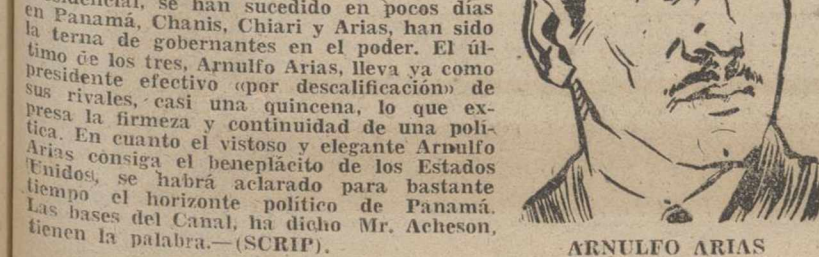 se han sucedido en pocos días
en Panamá, Chanis, Chiari y Arias, han sido
la terna de gobernantes en el poder. El úl-
timo de los tres, Arnulfo Arias, lleva ya como
presidente efectivo «por descalificación» de
sus rivales, casi una quincena, lo que ex-
presa la firmeza y continuidad de una polí-
tica. En cuanto el vistoso y elegante Arnulfo
Arias consiga el beneplácito de los Estados
Unidos, se habrá aclarado para bastante
tiempo el horizonte político de Panamá.
Las bases del Canal, ha dicho Mr. Acheson,
tienen la palabra.—(SCRIP).
ARNULFO ARIAS